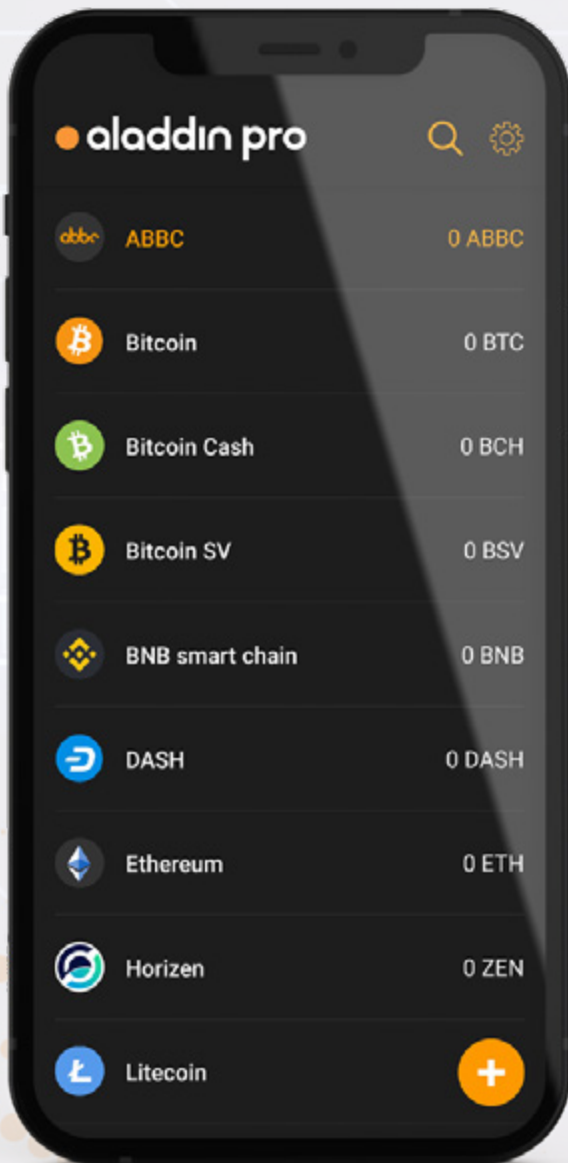 aladdin pro
abbc ABBC 0 ABBC
Bitcoin 0 BTC
Bitcoin Cash 0 BCH
Bitcoin SV 0 BSV
BNB smart chain 0 BNB
DASH 0 DASH
Ethereum 0 ETH
Horizen 0 ZEN
Litecoin